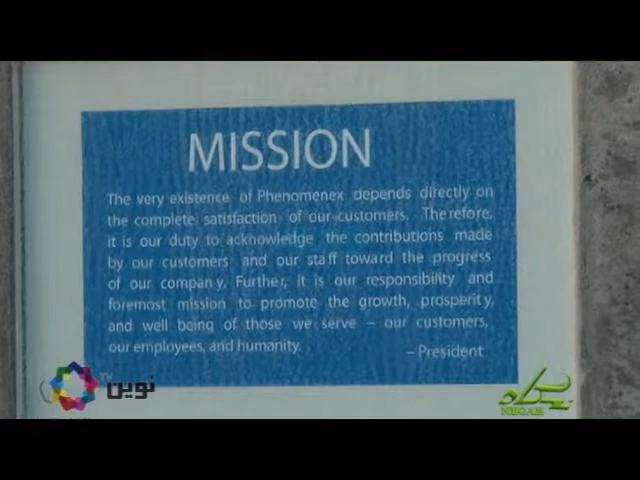 MISSION
The very existence of Phenomenex depends directly on
the complete satisfaction of our customers. Therefore,
it is our duty to acknowledge the contributions made
by our customers and our staff toward the progress
of our company. Further, it is our responsibility and
foremost mission to promote the growth, prosperity,
and well being of those we serve – our customers,
our employees, and humanity.
– President
TV
نوین
نگاه
NEGAH